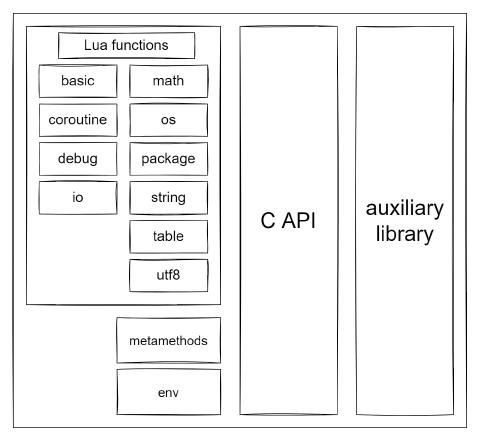 Lua functions
basic
math
coroutine
os
debug
package
io
string
table
utf8
metamethods
env
C API
auxiliary
library